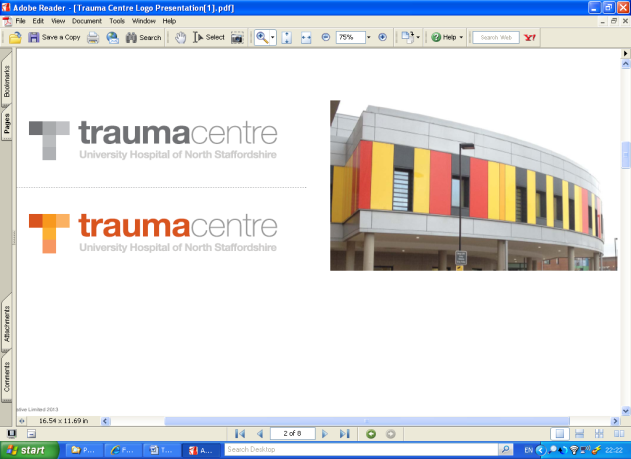 Adobe Reader - [Trauma Centre Logo Presentation[1].pdf]
File Edit View Document Tools Window Help
Save a Copy Search Select 75% Help Search Web Y!
Bookmarks
Pages
Attachments
Comments
traumacentre
University Hospital of North Staffordshire
traumacentre
University Hospital of North Staffordshire
Limited 2013
16.54 x 11.69 in
2 of 8
start P... F... T... A... Search Desktop EN 22:22